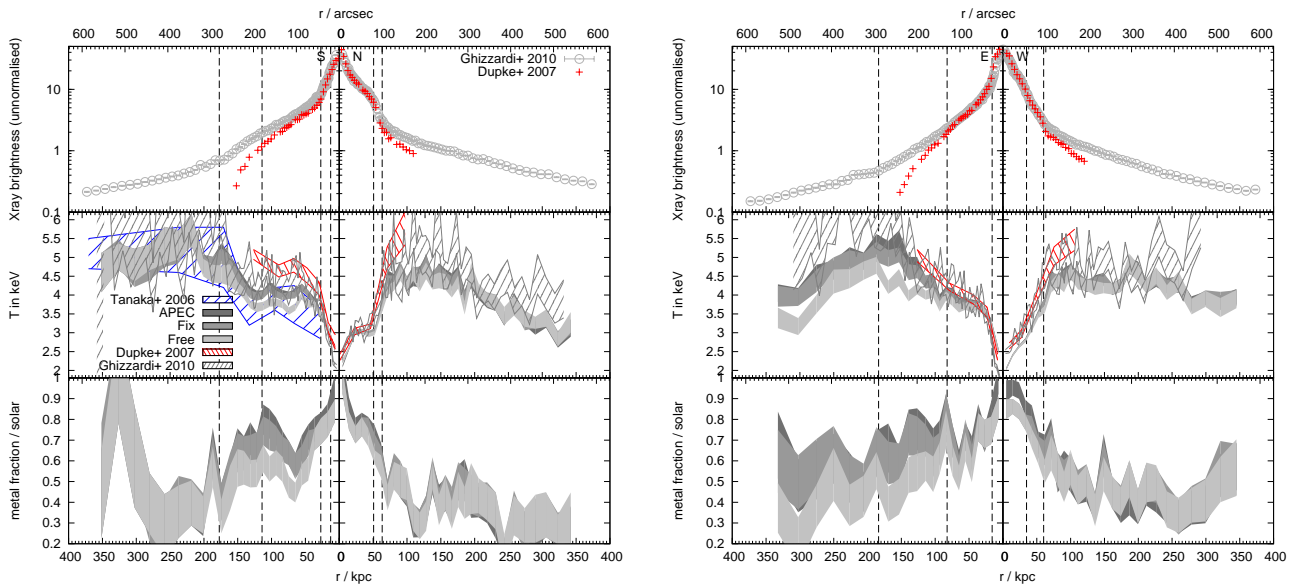 r / arcsec
600 500 400 300 200 100 0 100 200 300 400 500 600
S N
Ghizzardi+ 2010
Dupke+ 2007
Xray brightness (unnormalised)
10
1
0.1
T in keV
6
5.5
5
4.5
4
3.5
3
2.5
2
Tanaka+ 2006
APEC
Fix
Free
Dupke+ 2007
Ghizzardi+ 2010
metal fraction / solar
1
0.9
0.8
0.7
0.6
0.5
0.4
0.3
0.2
400 350 300 250 200 150 100 50 0 50 100 150 200 250 300 350 400
r / kpc
r / arcsec
600 500 400 300 200 100 0 100 200 300 400 500 600
E W
Ghizzardi+ 2010
Dupke+ 2007
Xray brightness (unnormalised)
10
1
0.1
T in keV
6
5.5
5
4.5
4
3.5
3
2.5
2
metal fraction / solar
1
0.9
0.8
0.7
0.6
0.5
0.4
0.3
0.2
400 350 300 250 200 150 100 50 0 50 100 150 200 250 300 350 400
r / kpc